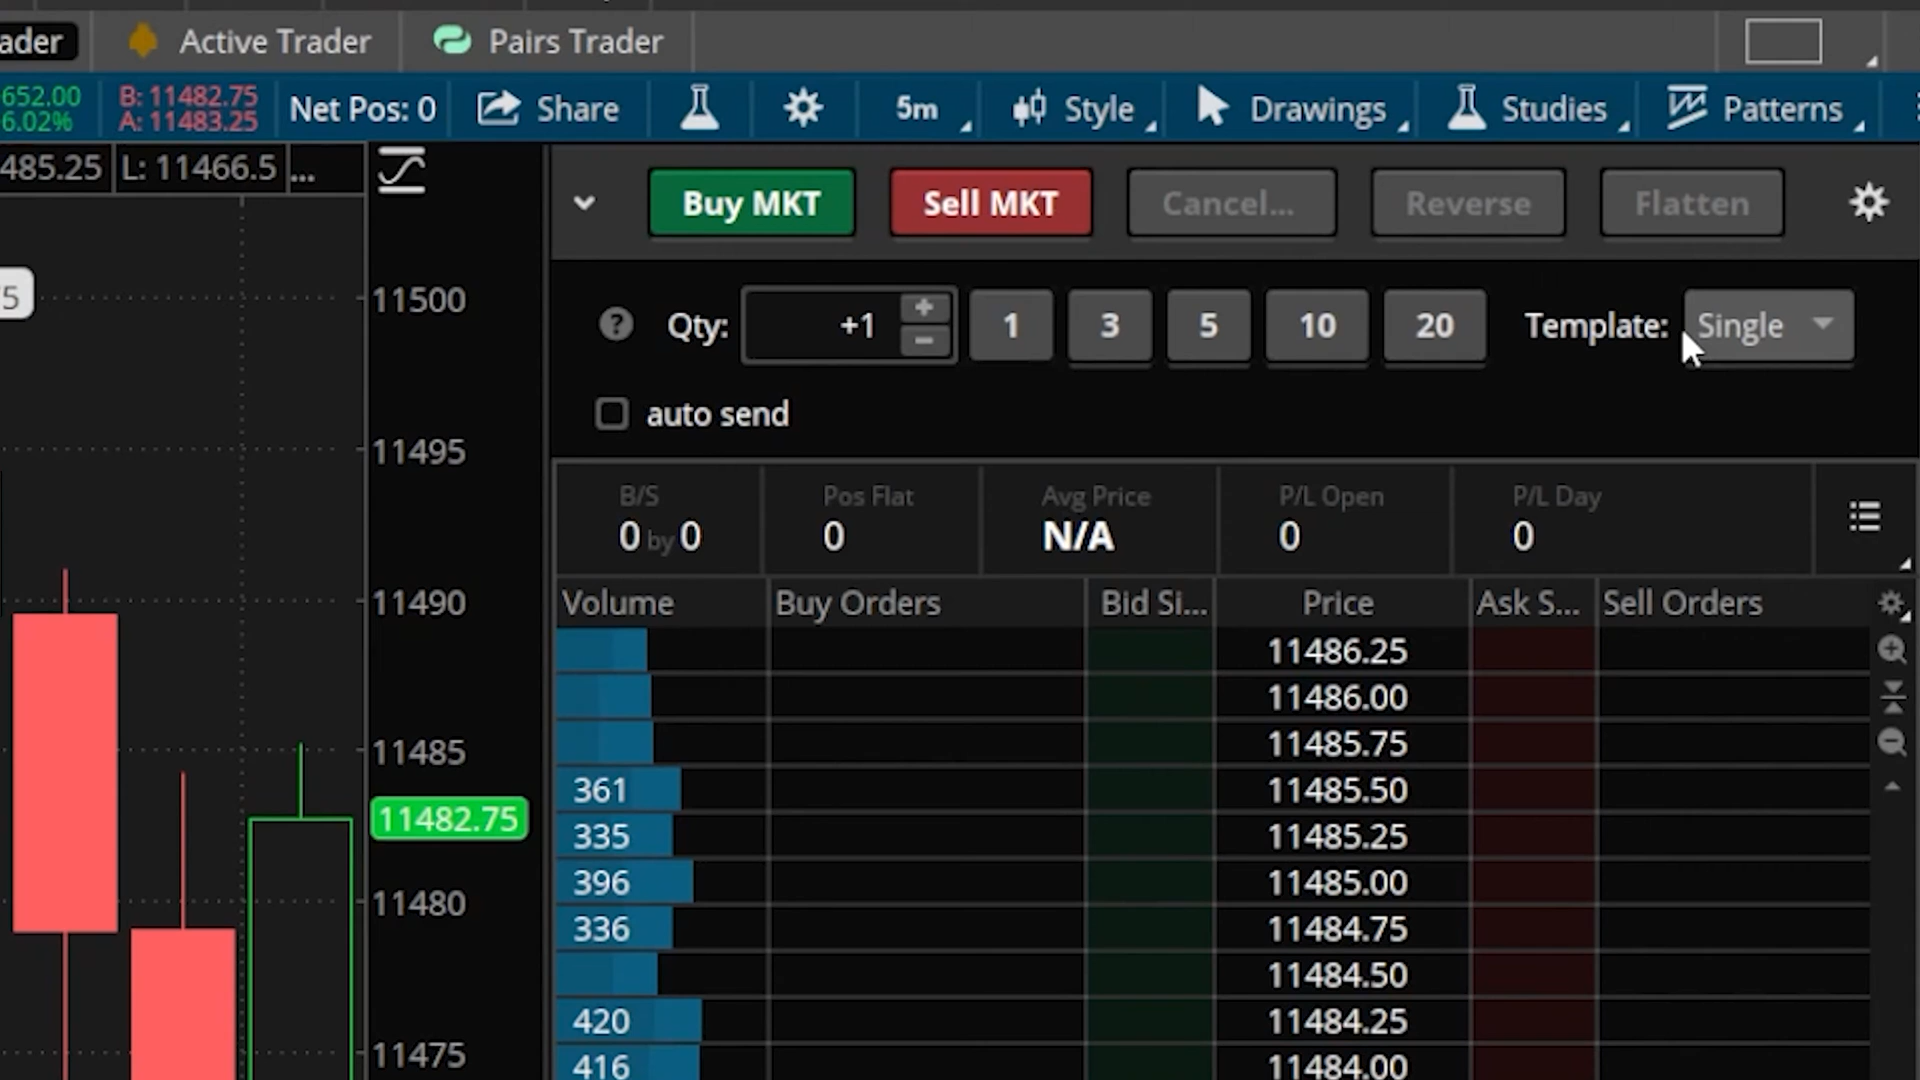 ader Active Trader Pairs Trader
652.00 B: 11482.75 Net Pos: 0 Share 5m Style Drawings Studies Patterns
6.02% A: 11483.25
485.25 L: 11466.5 ...
Buy MKT Sell MKT Cancel... Reverse Flatten
5 11500
Qty: +1 1 3 5 10 20 Template: Single
auto send
11495
B/S Pos Flat Avg Price P/L Open P/L Day
0 by 0 0 N/A 0 0
11490 Volume Buy Orders Bid Si... Price Ask S... Sell Orders
11486.25
11486.00
11485 11485.75
361 11485.50
11482.75 335 11485.25
396 11485.00
11480 336 11484.75
11484.50
420 11484.25
11475 416 11484.00